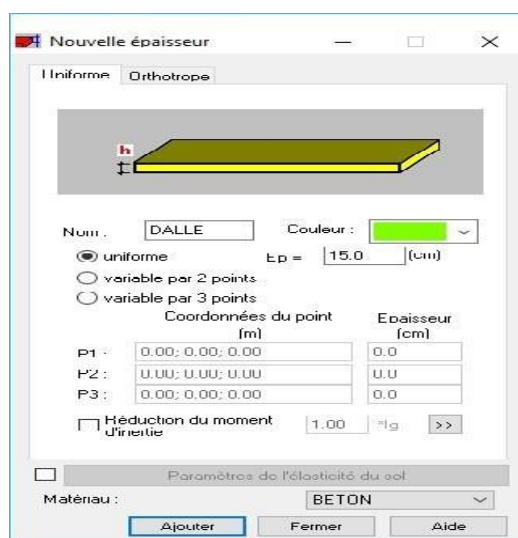 Nouvelle épaisseur
Uniforme Orthotrope
h
Nom : DALLE Couleur :
uniforme Ep = 15.0 (cm)
variable par 2 points
variable par 3 points
Coordonnées du point Epaisseur
(m) (cm)
P1 : 0.00; 0.00; 0.00 0.0
P2 : 0.00; 0.00; 0.00 0.0
P3 : 0.00; 0.00; 0.00 0.0
Réduction du moment 1.00 *Ig >>
d'inertie
Paramètres de l'élasticité du sol
Matériau : BETON
Ajouter Fermer Aide